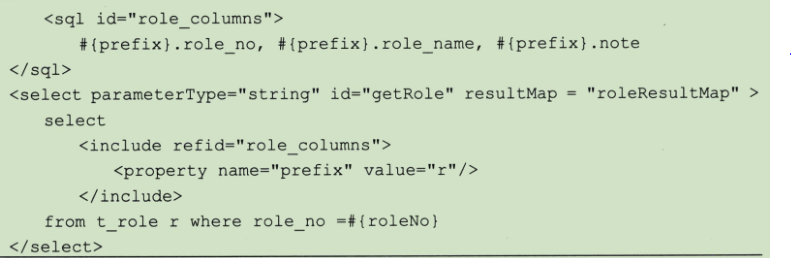 <sql id="role_columns">
#{prefix}.role_no, #{prefix}.role_name, #{prefix}.note
</sql>
<select parameterType="string" id="getRole" resultMap = "roleResultMap" >
select
<include refid="role_columns">
<property name="prefix" value="r"/>
</include>
from t_role r where role_no =#{roleNo}
</select>